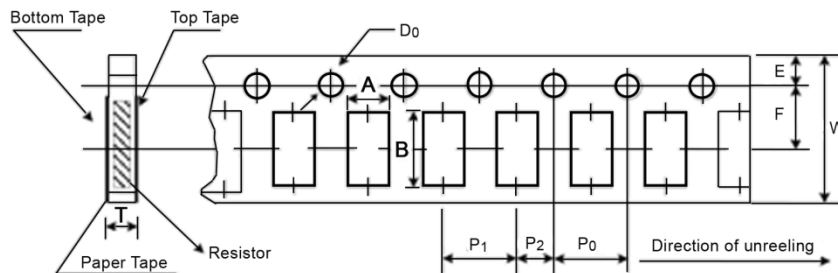 Bottom Tape
Top Tape
D0
E
A
F
W
B
T
P1
P2
P0
Direction of unreeling
Resistor
Paper Tape